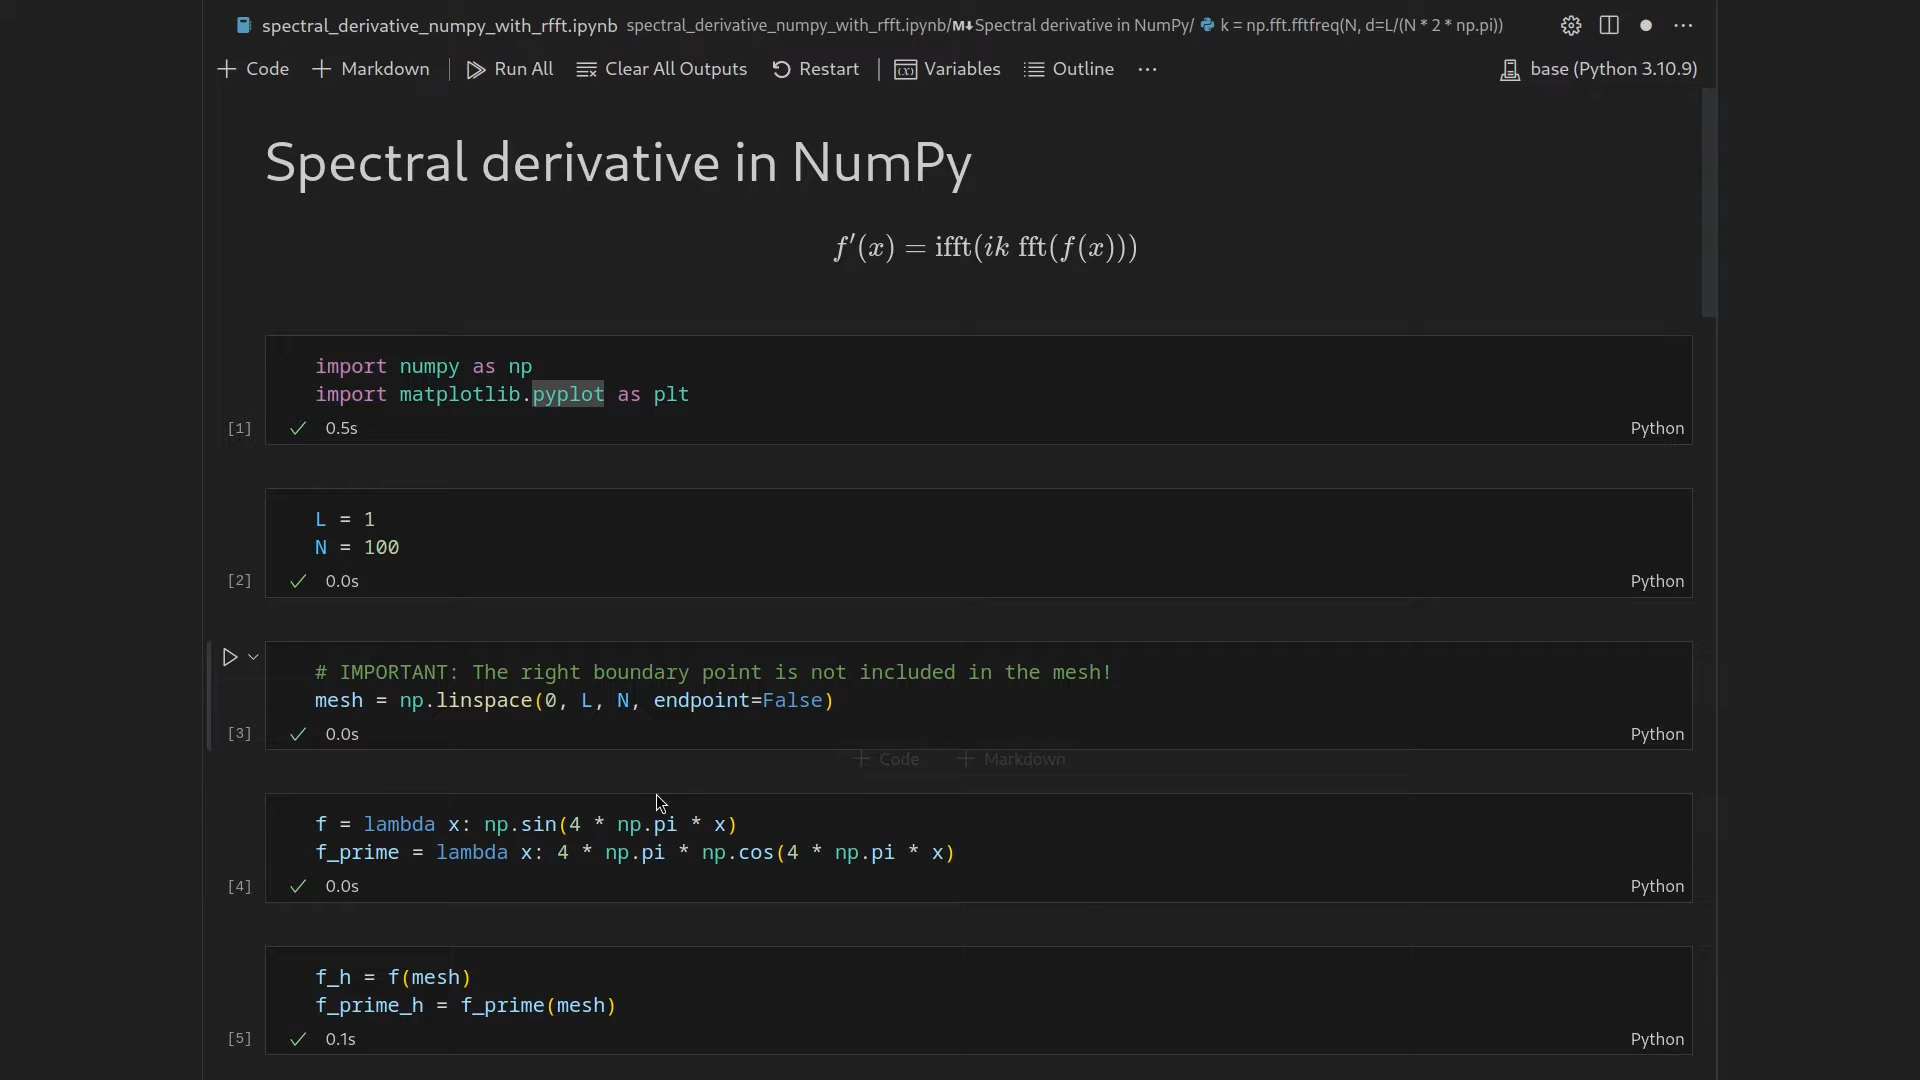 spectral_derivative_numpy_with_rfft.ipynb spectral_derivative_numpy_with_rfft.ipynb/M↓Spectral derivative in NumPy/ k = np.fft.fftfreq(N, d=L/(N * 2 * np.pi))
Code Markdown Run All Clear All Outputs Restart Variables Outline ... base (Python 3.10.9)
Spectral derivative in NumPy
f′(x) = ifft(ik fft(f(x)))
import numpy as np
import matplotlib.pyplot as plt
[1] 0.5s Python
L = 1
N = 100
[2] 0.0s Python
# IMPORTANT: The right boundary point is not included in the mesh!
mesh = np.linspace(0, L, N, endpoint=False)
[3] 0.0s Python
Code Markdown
f = lambda x: np.sin(4 * np.pi * x)
f_prime = lambda x: 4 * np.pi * np.cos(4 * np.pi * x)
[4] 0.0s Python
f_h = f(mesh)
f_prime_h = f_prime(mesh)
[5] 0.1s Python